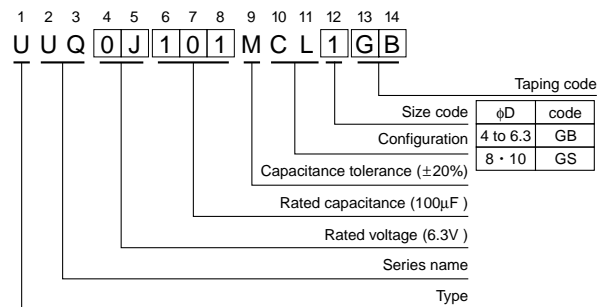 1 2 3 4 5 6 7 8 9 10 11 12 13 14
U U Q 0 J 1 0 1 M C L 1 G B
Taping code
Size code
Configuration
Capacitance tolerance (±20%)
Rated capacitance (100μF )
Rated voltage (6.3V )
Series name
Type
ϕD code
4 to 6.3 GB
8 · 10 GS